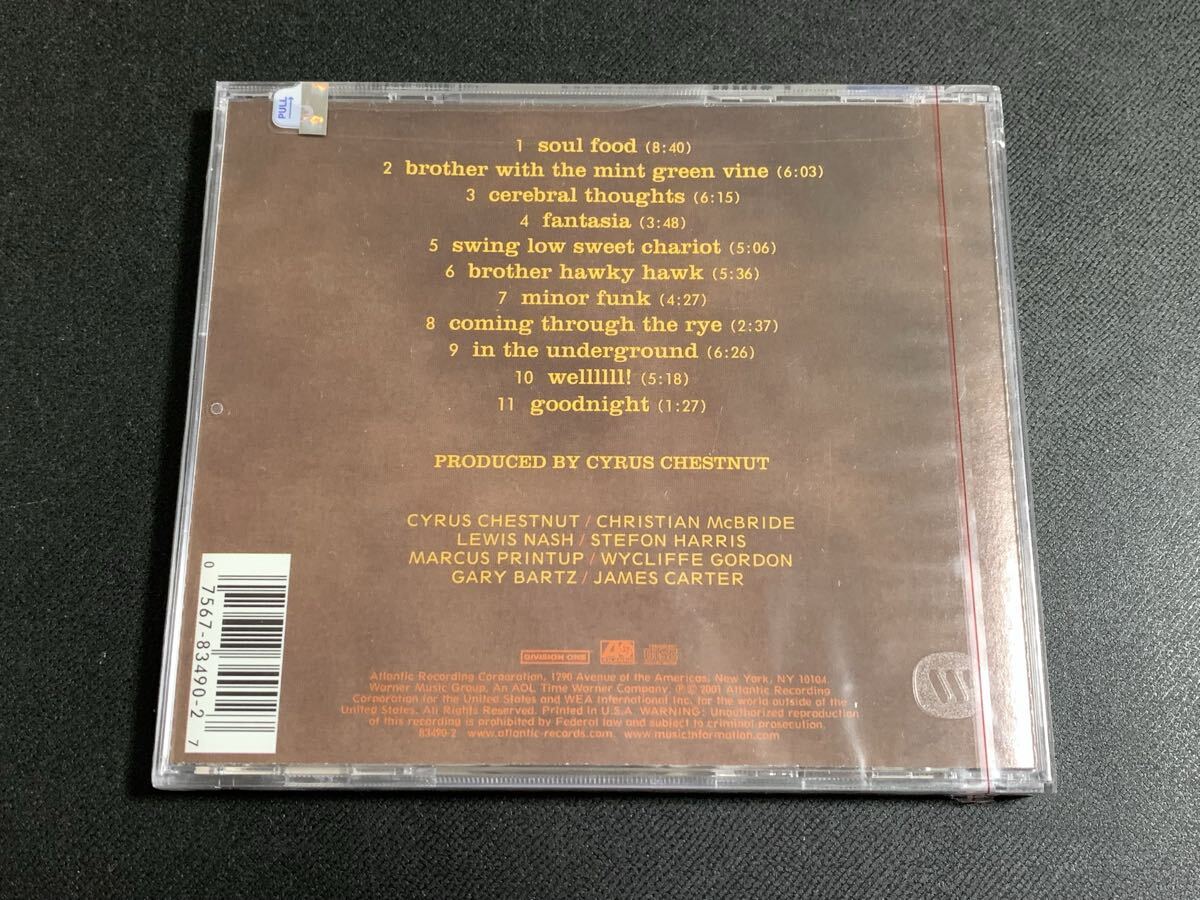 PULL
1 soul food (8:40)
2 brother with the mint green vine (6:03)
3 cerebral thoughts (6:15)
4 fantasia (3:48)
5 swing low sweet chariot (5:06)
6 brother hawky hawk (5:36)
7 minor funk (4:27)
8 coming through the rye (2:37)
9 in the underground (6:26)
10 wellllll! (5:18)
11 goodnight (1:27)
PRODUCED BY CYRUS CHESTNUT
CYRUS CHESTNUT / CHRISTIAN McBRIDE
LEWIS NASH / STEFON HARRIS
MARCUS PRINTUP / WYCLIFFE GORDON
GARY BARTZ / JAMES CARTER
0 7567-83490-2 7
DIVISION ONE
Atlantic Recording Corporation, 1290 Avenue of the Americas, New York, NY 10104.
Warner Music Group, An AOL Time Warner Company. ℗© 2001 Atlantic Recording
Corporation for the United States and WEA International Inc. for the world outside of the
United States. All Rights Reserved. Printed in U.S.A. WARNING: Unauthorized reproduction
of this recording is prohibited by Federal law and subject to criminal prosecution.
83490-2 www.atlantic-records.com www.musicinformation.com